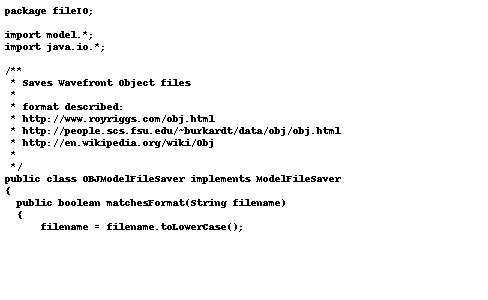 package fileIO;

import model.*;
import java.io.*;

/**
 * Saves Wavefront Object files
 *
 * format described:
 * http://www.royriggs.com/obj.html
 * http://people.scs.fsu.edu/~burkardt/data/obj/obj.html
 * http://en.wikipedia.org/wiki/Obj
 *
 */
public class OBJModelFileSaver implements ModelFileSaver
{
  public boolean matchesFormat(String filename)
  {
      filename = filename.toLowerCase();